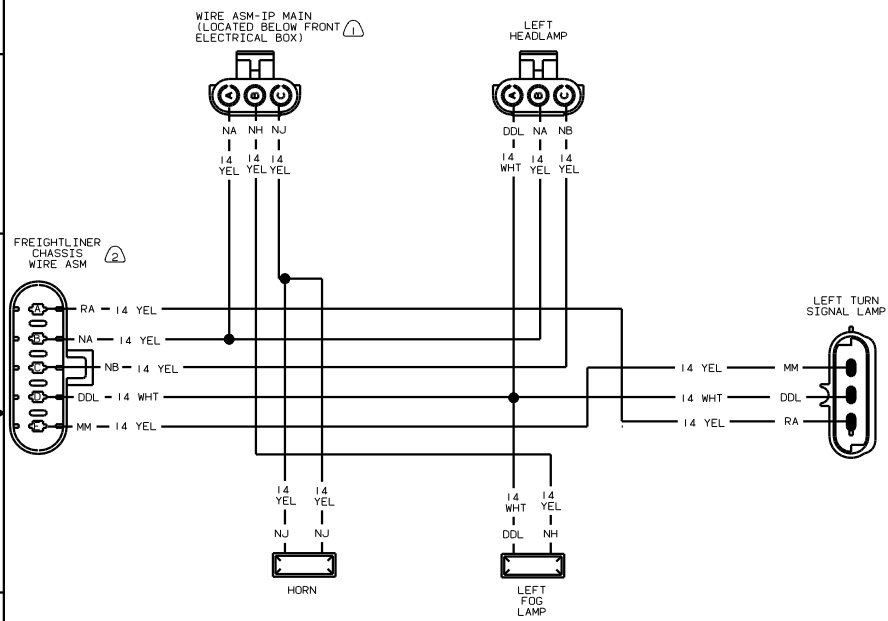 WIRE ASM-IP MAIN
(LOCATED BELOW FRONT
ELECTRICAL BOX)
1
LEFT
HEADLAMP
A B C
A B C
NA NH NJ
DDL NA NB
14 14 14
YEL YEL YEL
14 14 14
WHT YEL YEL
FREIGHTLINER
CHASSIS
WIRE ASM
2
LEFT TURN
SIGNAL LAMP
A RA 14 YEL
B NA 14 YEL
C NB 14 YEL
D DDL 14 WHT
E MM 14 YEL
14 YEL MM
14 WHT DDL
14 YEL RA
14 14
YEL YEL
NJ NJ
HORN
14 14
WHT YEL
DDL NH
LEFT
FOG
LAMP